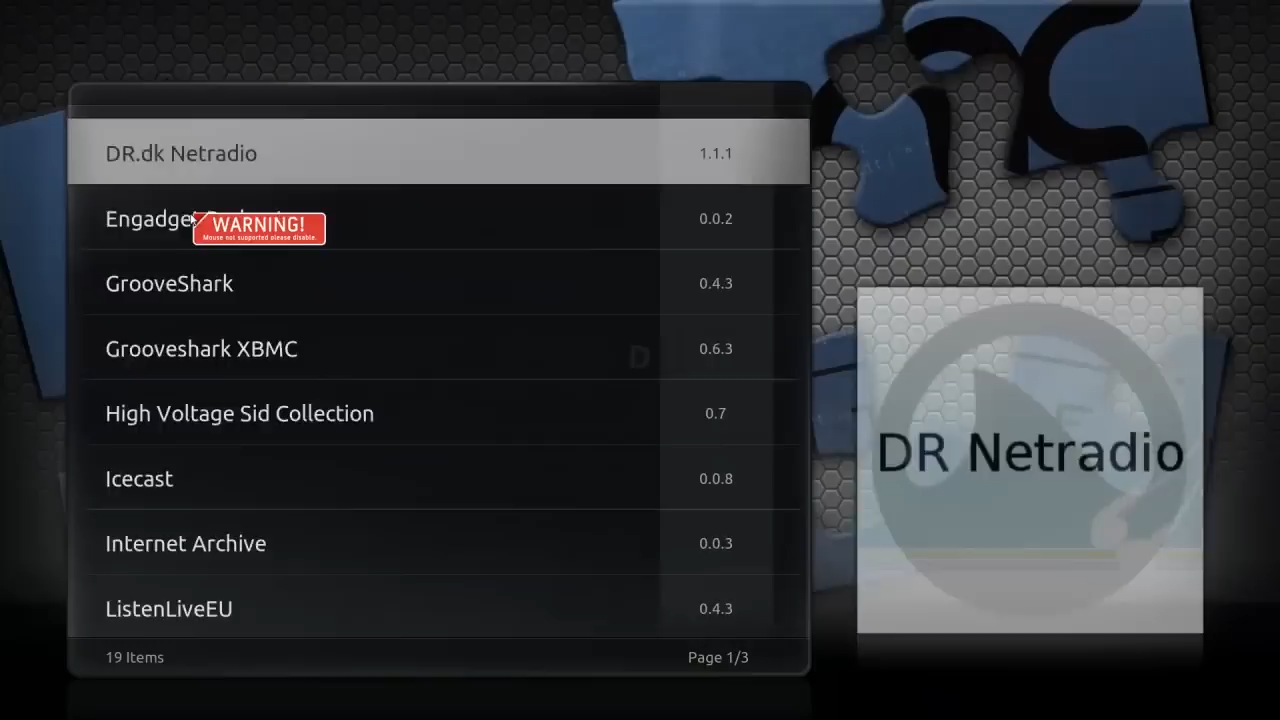 DR.dk Netradio 1.1.1
Engadge 0.0.2
WARNING!
Mouse not supported please disable.
GrooveShark 0.4.3
Grooveshark XBMC 0.6.3
D
High Voltage Sid Collection 0.7
DR Netradio
Icecast 0.0.8
Internet Archive 0.0.3
ListenLiveEU 0.4.3
19 Items Page 1/3